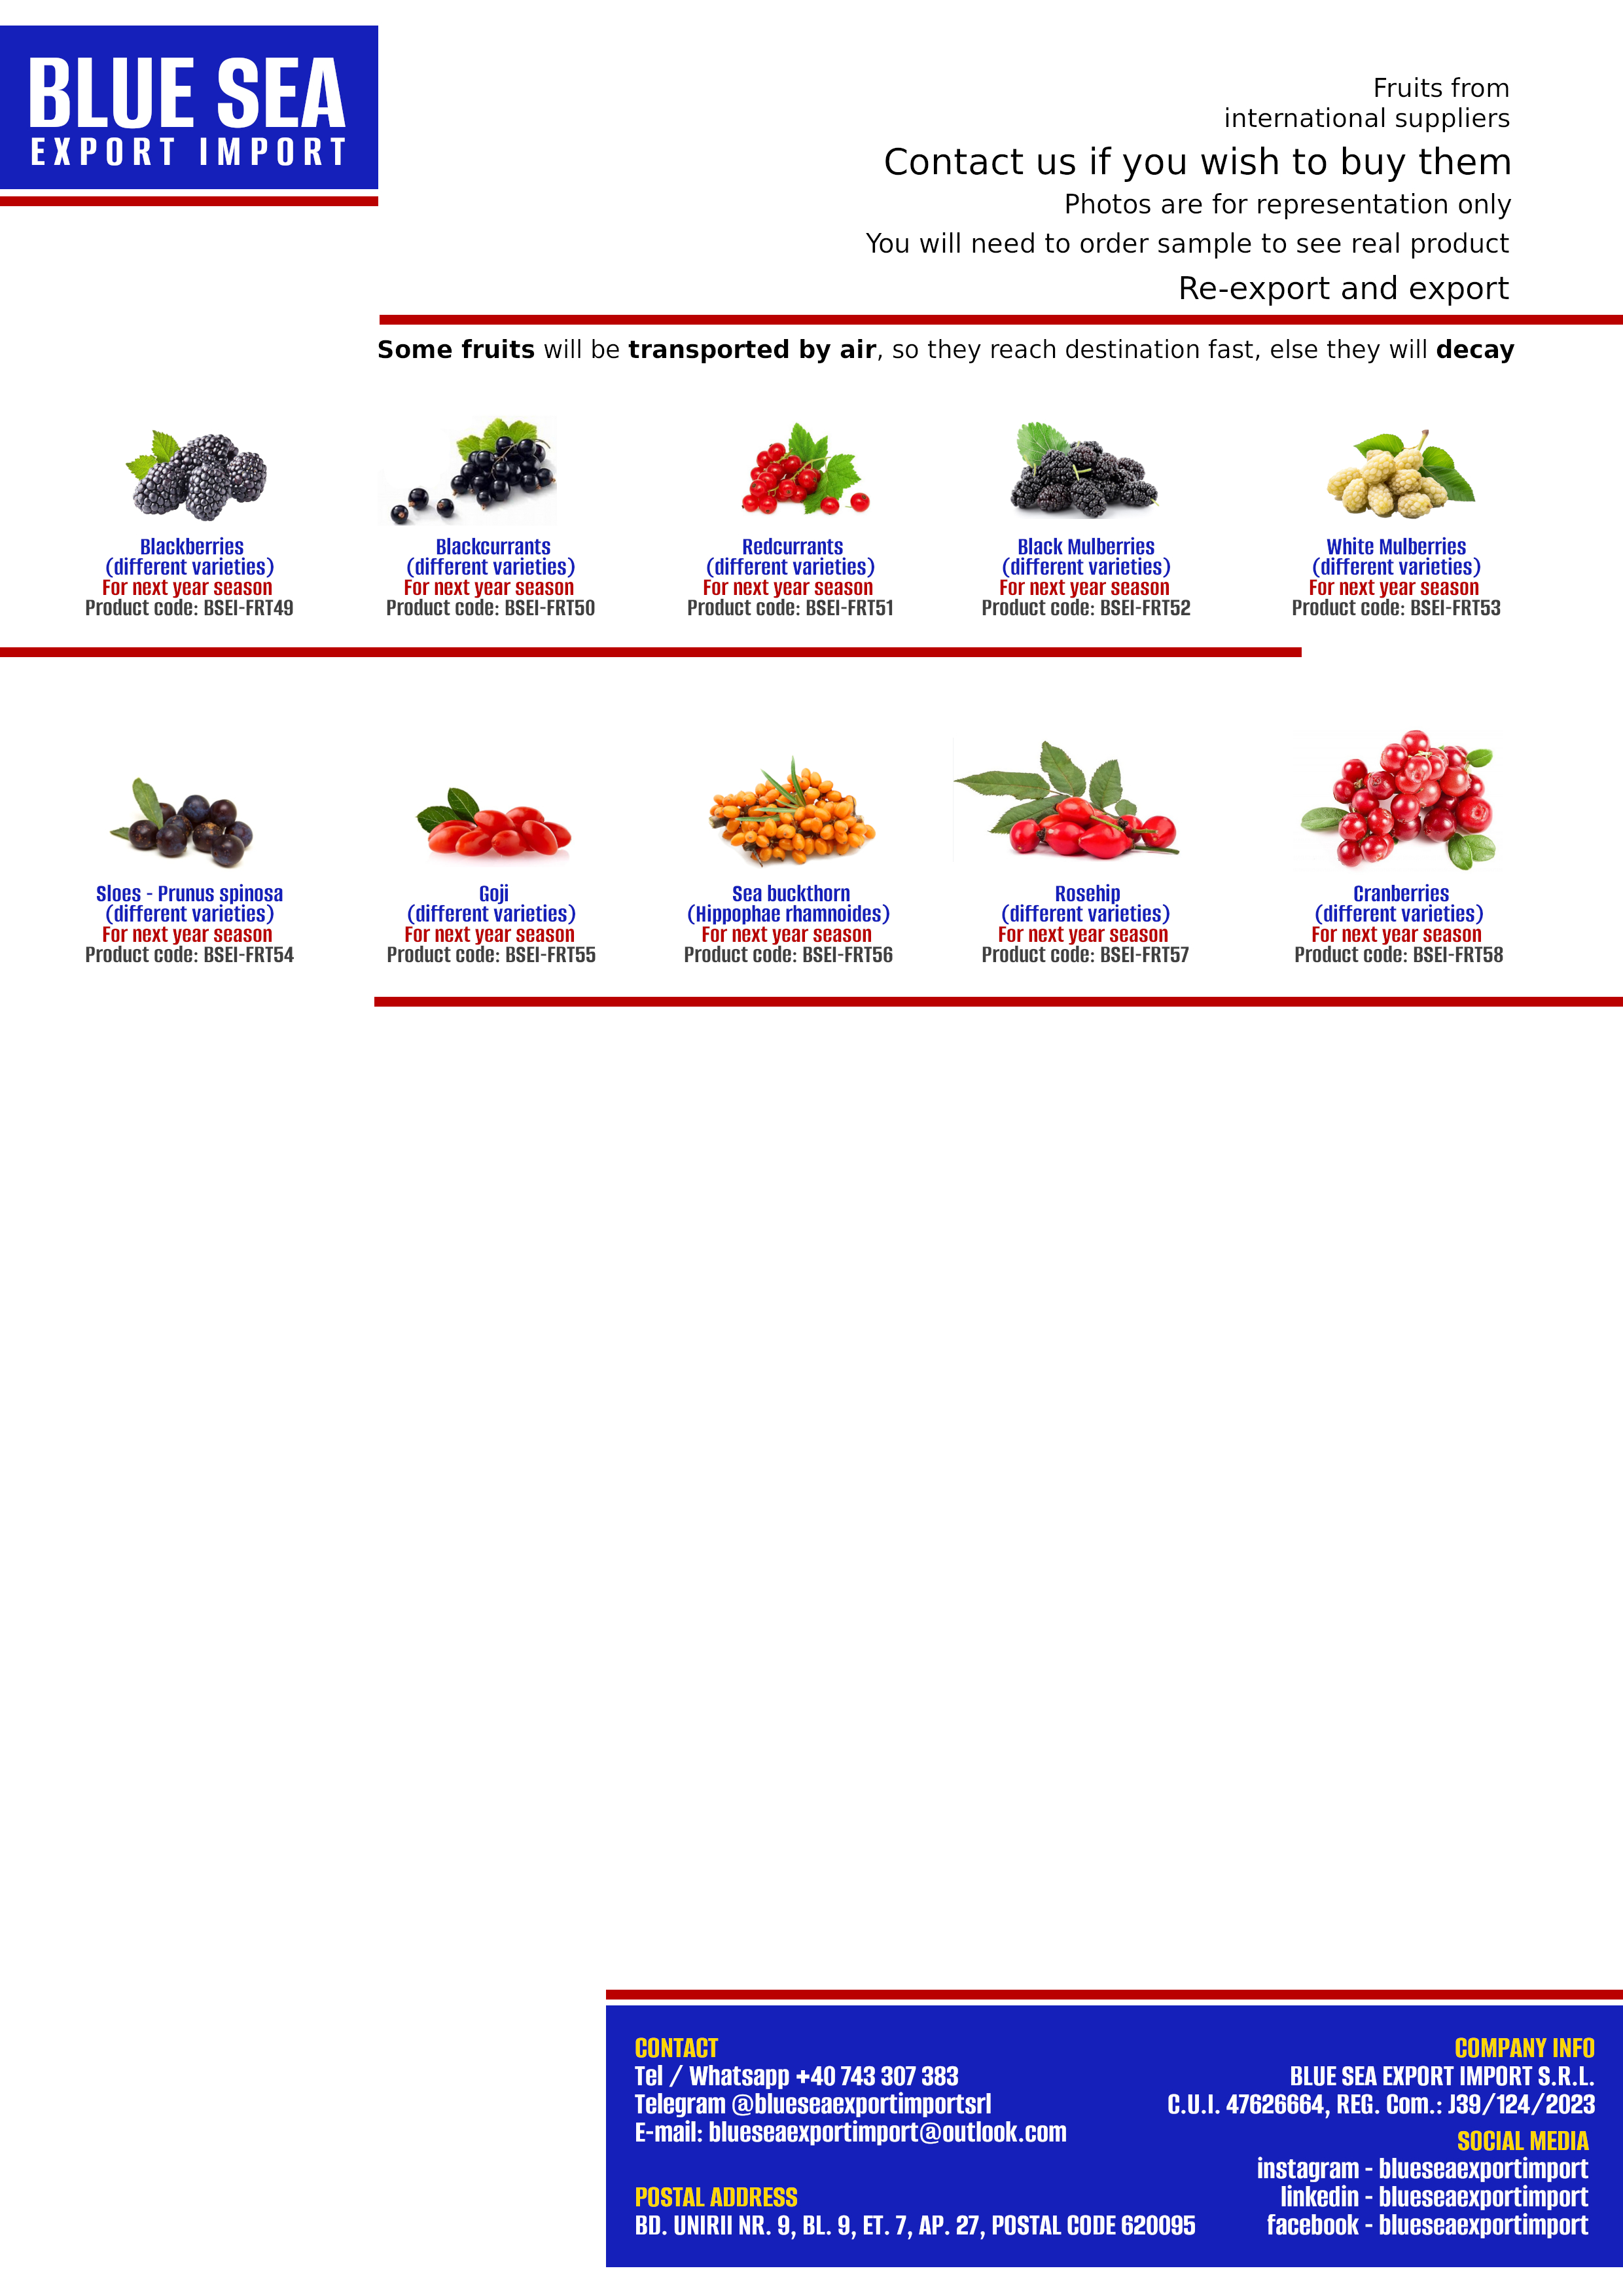 BLUE SEA
EXPORT IMPORT
Fruits from
international suppliers
Contact us if you wish to buy them
Photos are for representation only
You will need to order sample to see real product
Re-export and export
Some fruits will be transported by air, so they reach destination fast, else they will decay
Blackberries
(different varieties)
For next year season
Product code: BSEI-FRT49
Blackcurrants
(different varieties)
For next year season
Product code: BSEI-FRT50
Redcurrants
(different varieties)
For next year season
Product code: BSEI-FRT51
Black Mulberries
(different varieties)
For next year season
Product code: BSEI-FRT52
White Mulberries
(different varieties)
For next year season
Product code: BSEI-FRT53
Sloes - Prunus spinosa
(different varieties)
For next year season
Product code: BSEI-FRT54
Goji
(different varieties)
For next year season
Product code: BSEI-FRT55
Sea buckthorn
(Hippophae rhamnoides)
For next year season
Product code: BSEI-FRT56
Rosehip
(different varieties)
For next year season
Product code: BSEI-FRT57
Cranberries
(different varieties)
For next year season
Product code: BSEI-FRT58
CONTACT
Tel / Whatsapp +40 743 307 383
Telegram @blueseaexportimportsrl
E-mail: blueseaexportimport@outlook.com
POSTAL ADDRESS
BD. UNIRII NR. 9, BL. 9, ET. 7, AP. 27, POSTAL CODE 620095
COMPANY INFO
BLUE SEA EXPORT IMPORT S.R.L.
C.U.I. 47626664, REG. Com.: J39/124/2023
SOCIAL MEDIA
instagram - blueseaexportimport
linkedin - blueseaexportimport
facebook - blueseaexportimport